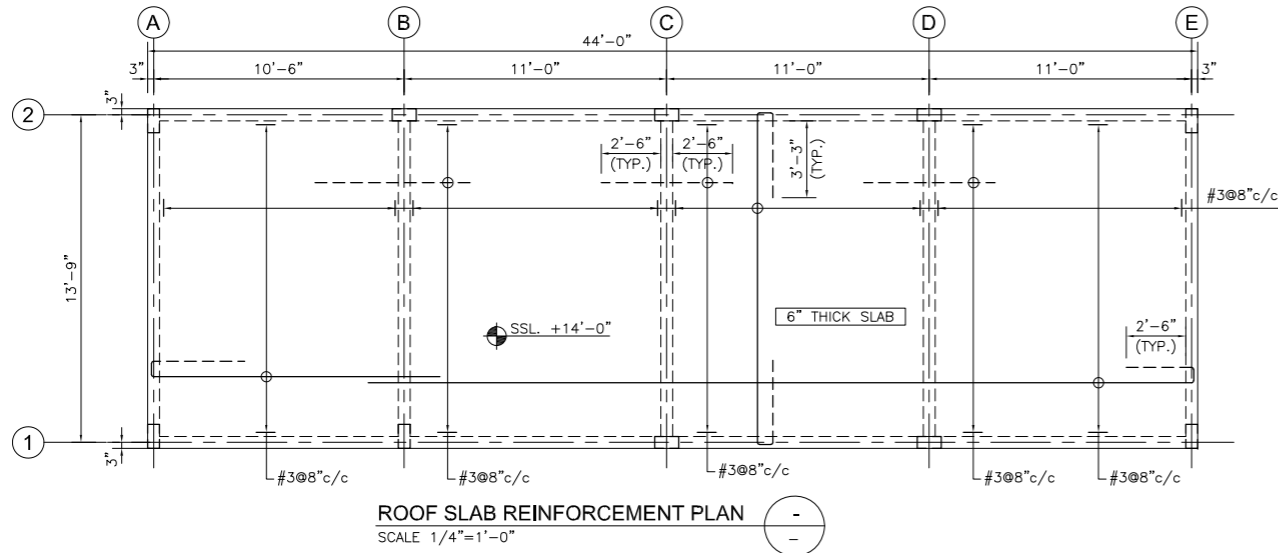 A B C D E
44'-0"
3" 10'-6" 11'-0" 11'-0" 11'-0" 3"
3"
2
2'-6"
(TYP.)
2'-6"
(TYP.)
3'-3"
(TYP.)
#3@8"c/c
13'-9"
6" THICK SLAB
SSL. +14'-0"
2'-6"
(TYP.)
1
3"
#3@8"c/c
#3@8"c/c
#3@8"c/c
#3@8"c/c
#3@8"c/c
ROOF SLAB REINFORCEMENT PLAN
SCALE 1/4"=1'-0"
-
-